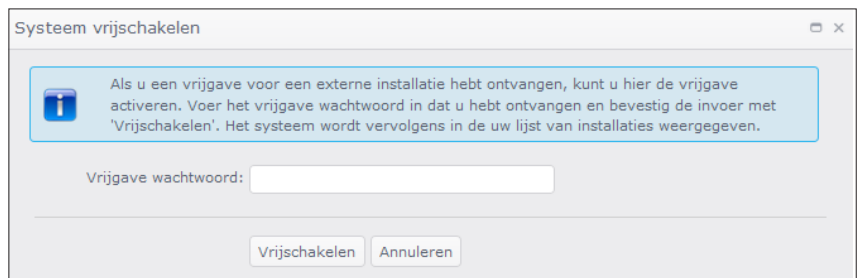 Systeem vrijschakelen
Als u een vrijgave voor een externe installatie hebt ontvangen, kunt u hier de vrijgave
activeren. Voer het vrijgave wachtwoord in dat u hebt ontvangen en bevestig de invoer met
'Vrijschakelen'. Het systeem wordt vervolgens in de uw lijst van installaties weergegeven.
Vrijgave wachtwoord:
Vrijschakelen Annuleren